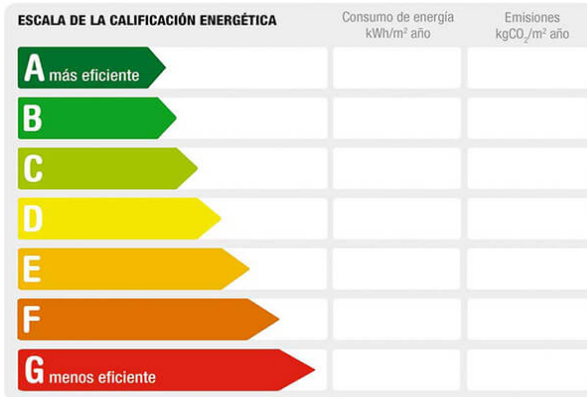 ESCALA DE LA CALIFICACIÓN ENERGÉTICA
Consumo de energía
kWh/m² año
Emisiones
kgCO₂/m² año
A más eficiente
B
C
D
E
F
G menos eficiente